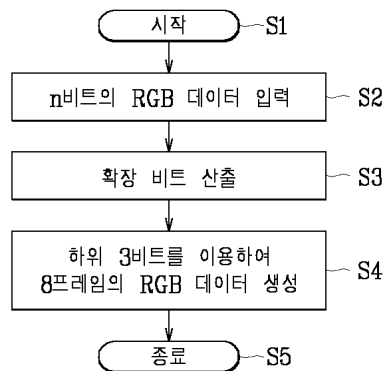 시작 S1
n비트의 RGB 데이터 입력 S2
확장 비트 산출 S3
하위 3비트를 이용하여
8프레임의 RGB 데이터 생성 S4
종료 S5